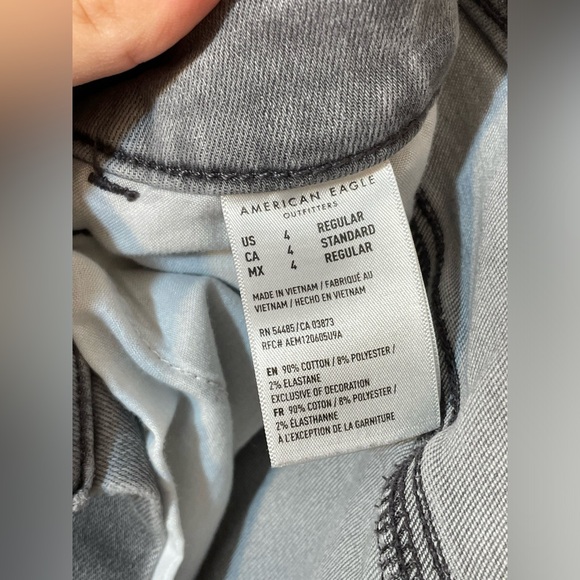 AMERICAN EAGLE
OUTFITTERS
US 4 REGULAR
CA 4 STANDARD
MX 4 REGULAR
MADE IN VIETNAM / FABRIQUÉ AU
VIETNAM / HECHO EN VIETNAM
RN 54485/CA 03873
RFC# AEM120605U9A
EN 90% COTTON / 8% POLYESTER /
2% ELASTANE
EXCLUSIVE OF DECORATION
FR 90% COTON / 8% POLYESTER /
2% ÉLASTHANNE
À L'EXCEPTION DE LA GARNITURE